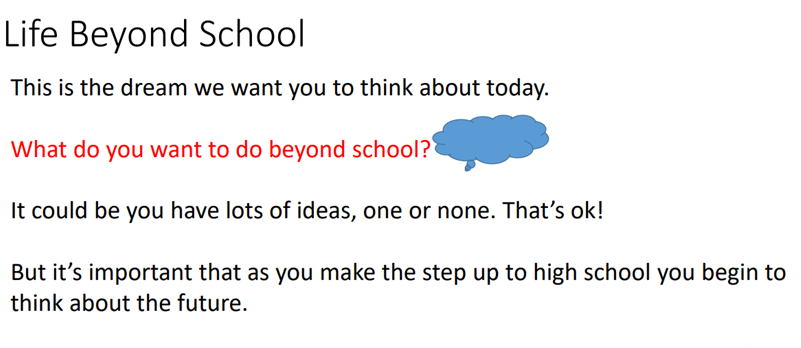 Life Beyond School
This is the dream we want you to think about today.
What do you want to do beyond school?
It could be you have lots of ideas, one or none. That’s ok!
But it’s important that as you make the step up to high school you begin to
think about the future.